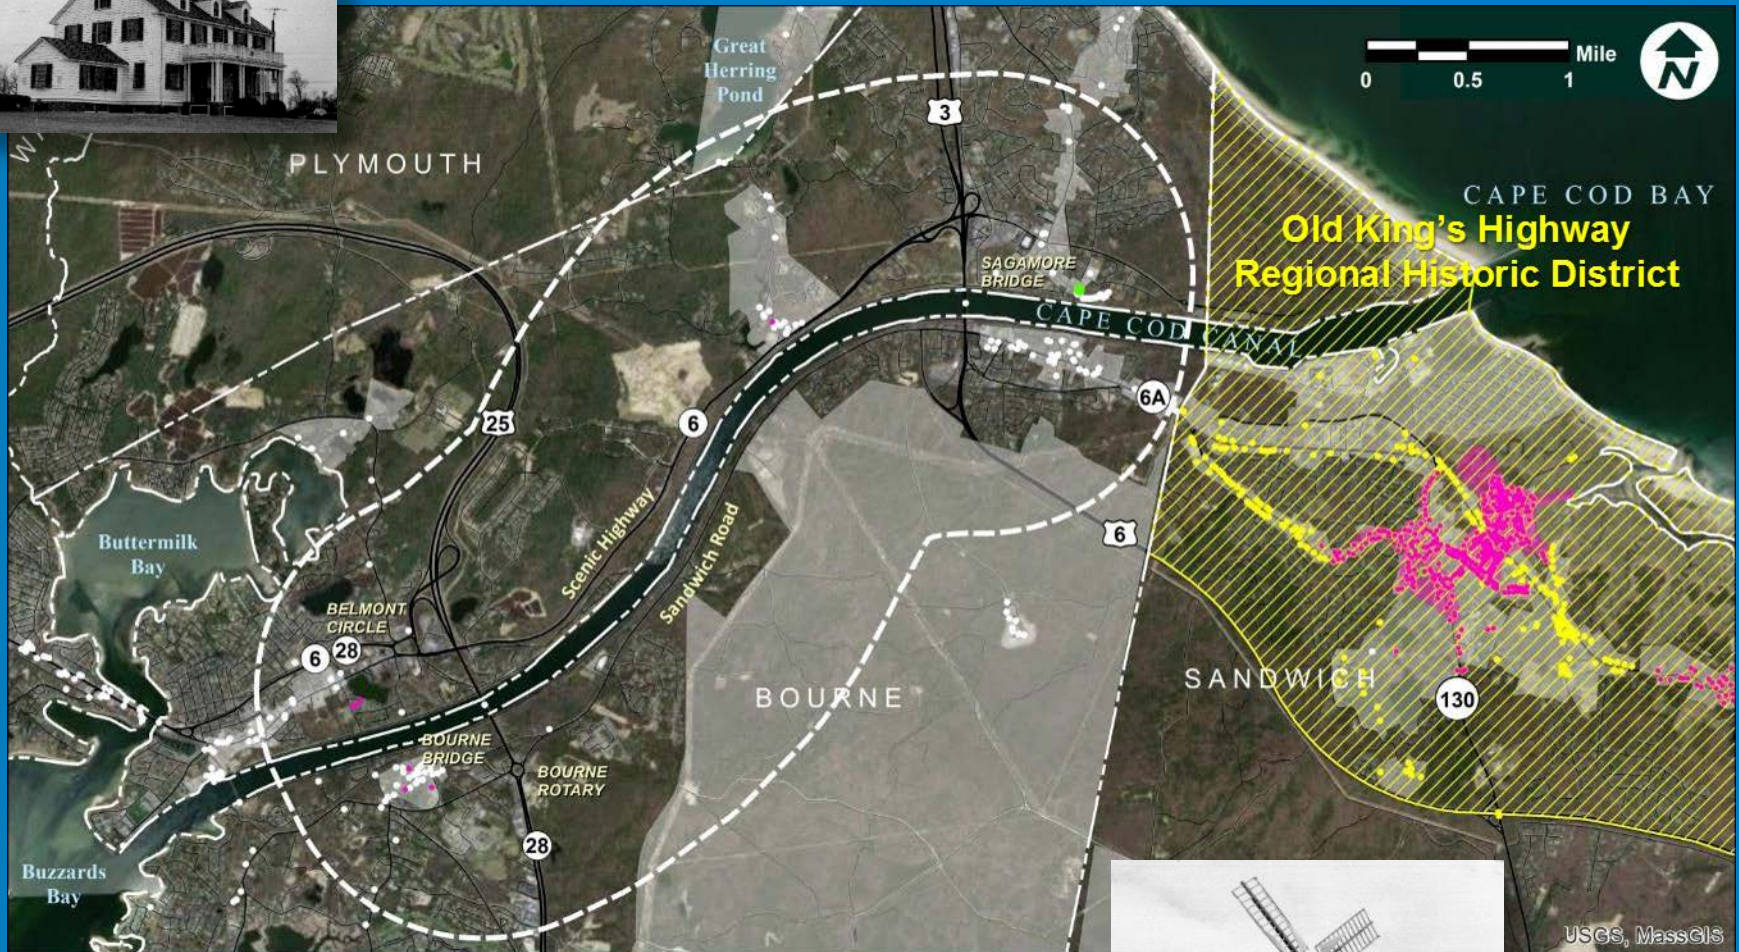 Great
Herring
Pond
Mile
0 0.5 1
N
3
PLYMOUTH
CAPE COD BAY
Old King's Highway
Regional Historic District
SAGAMORE
BRIDGE
CAPE COD CANAL
6A
25
6
Scenic Highway
Sandwich Road
6
Buttermilk
Bay
BELMONT
CIRCLE
6
28
BOURNE
SANDWICH
130
BOURNE
BRIDGE
BOURNE
ROTARY
28
Buzzards
Bay
USGS, MassGIS